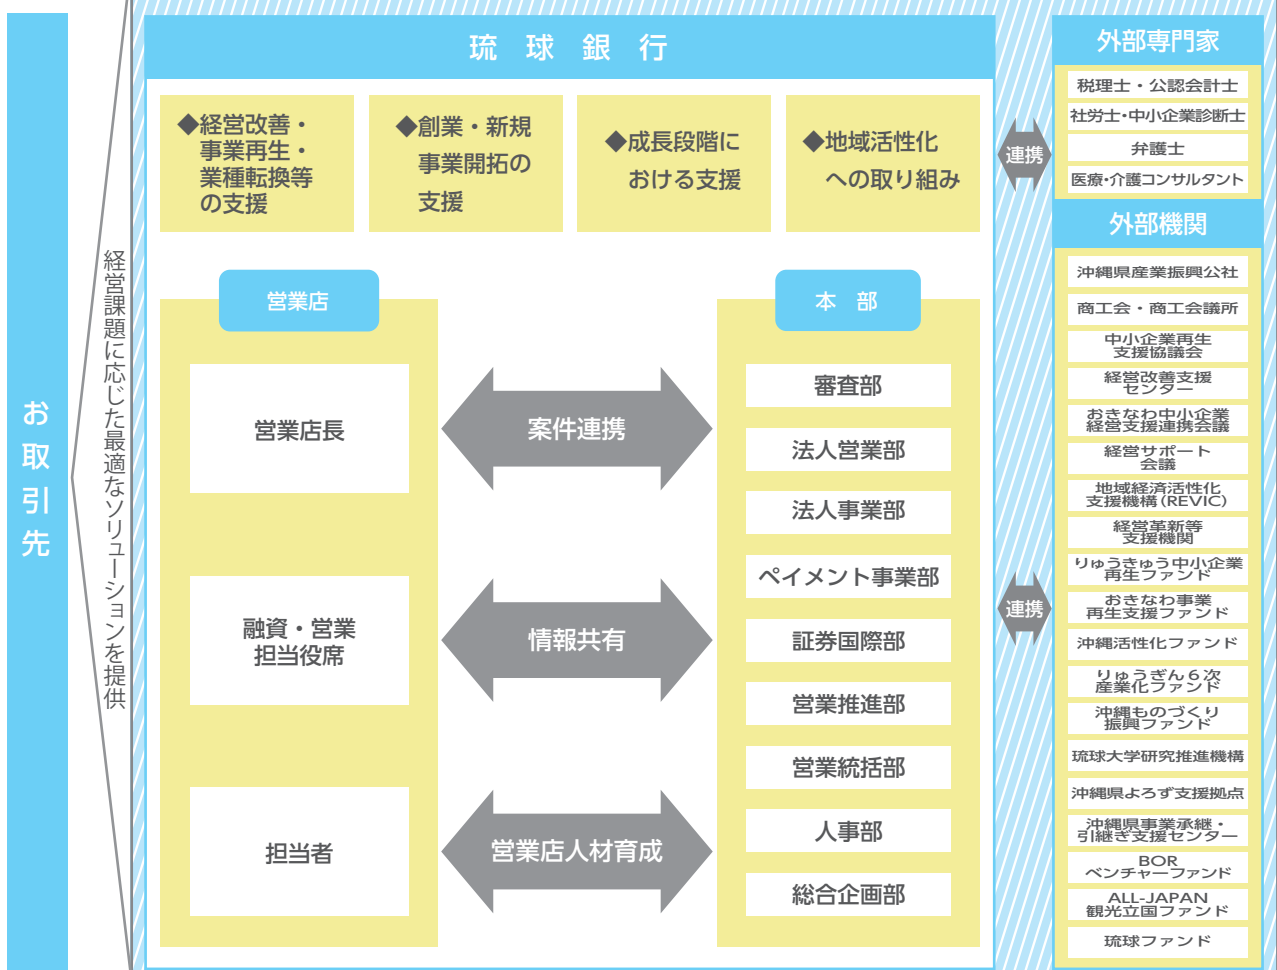 お取引先
経営課題に応じた最適なソリューションを提供
琉球銀行
◆経営改善・
事業再生・
業種転換等
の支援
◆創業・新規
事業開拓の
支援
◆成長段階に
おける支援
◆地域活性化
への取り組み
営業店
営業店長
融資・営業
担当役席
担当者
案件連携
情報共有
営業店人材育成
本部
審査部
法人営業部
法人事業部
ペイメント事業部
証券国際部
営業推進部
営業統括部
人事部
総合企画部
連携
連携
外部専門家
税理士・公認会計士
社労士・中小企業診断士
弁護士
医療・介護コンサルタント
外部機関
沖縄県産業振興公社
商工会・商工会議所
中小企業再生
支援協議会
経営改善支援
センター
おきなわ中小企業
経営支援連携会議
経営サポート
会議
地域経済活性化
支援機構(REVIC)
経営革新等
支援機関
りゅうきゅう中小企業
再生ファンド
おきなわ事業
再生支援ファンド
沖縄活性化ファンド
りゅうぎん6次
産業化ファンド
沖縄ものづくり
振興ファンド
琉球大学研究推進機構
沖縄県よろず支援拠点
沖縄県事業承継・
引継ぎ支援センター
BOR
ベンチャーファンド
ALL-JAPAN
観光立国ファンド
琉球ファンド